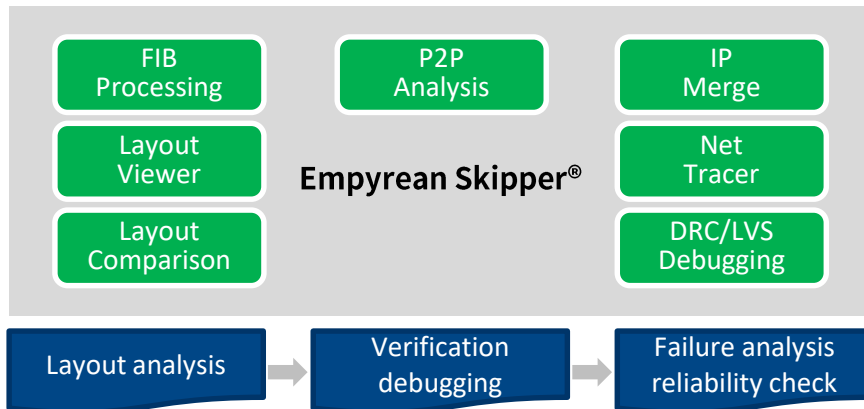 FIB
Processing
P2P
Analysis
IP
Merge
Layout
Viewer
Empyrean Skipper®
Net
Tracer
Layout
Comparison
DRC/LVS
Debugging
Layout analysis
Verification
debugging
Failure analysis
reliability check